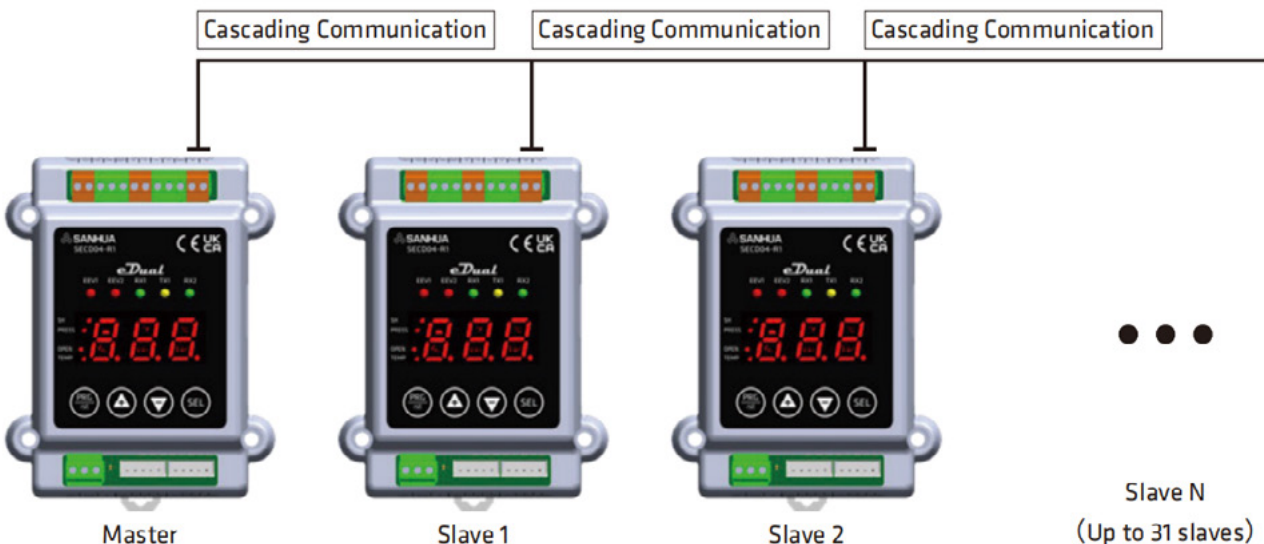 Cascading Communication
Cascading Communication
Cascading Communication
SANHUA
SECD04-R1
CE UK CA
eDual
EEV1 EEV2 RX1 TX1 RX2
SH
PRESS
OPEN
TEMP
PRG
SEL
SANHUA
SECD04-R1
CE UK CA
eDual
EEV1 EEV2 RX1 TX1 RX2
SH
PRESS
OPEN
TEMP
PRG
SEL
SANHUA
SECD04-R1
CE UK CA
eDual
EEV1 EEV2 RX1 TX1 RX2
SH
PRESS
OPEN
TEMP
PRG
SEL
Master
Slave 1
Slave 2
Slave N
(Up to 31 slaves)